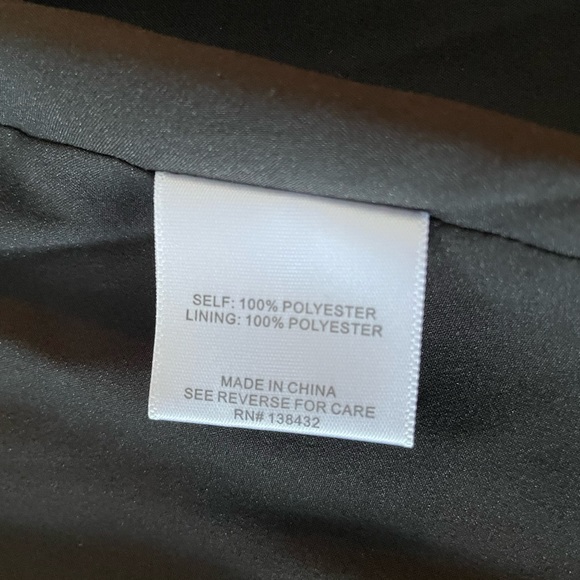 SELF: 100% POLYESTER
LINING: 100% POLYESTER
MADE IN CHINA
SEE REVERSE FOR CARE
RN# 138432